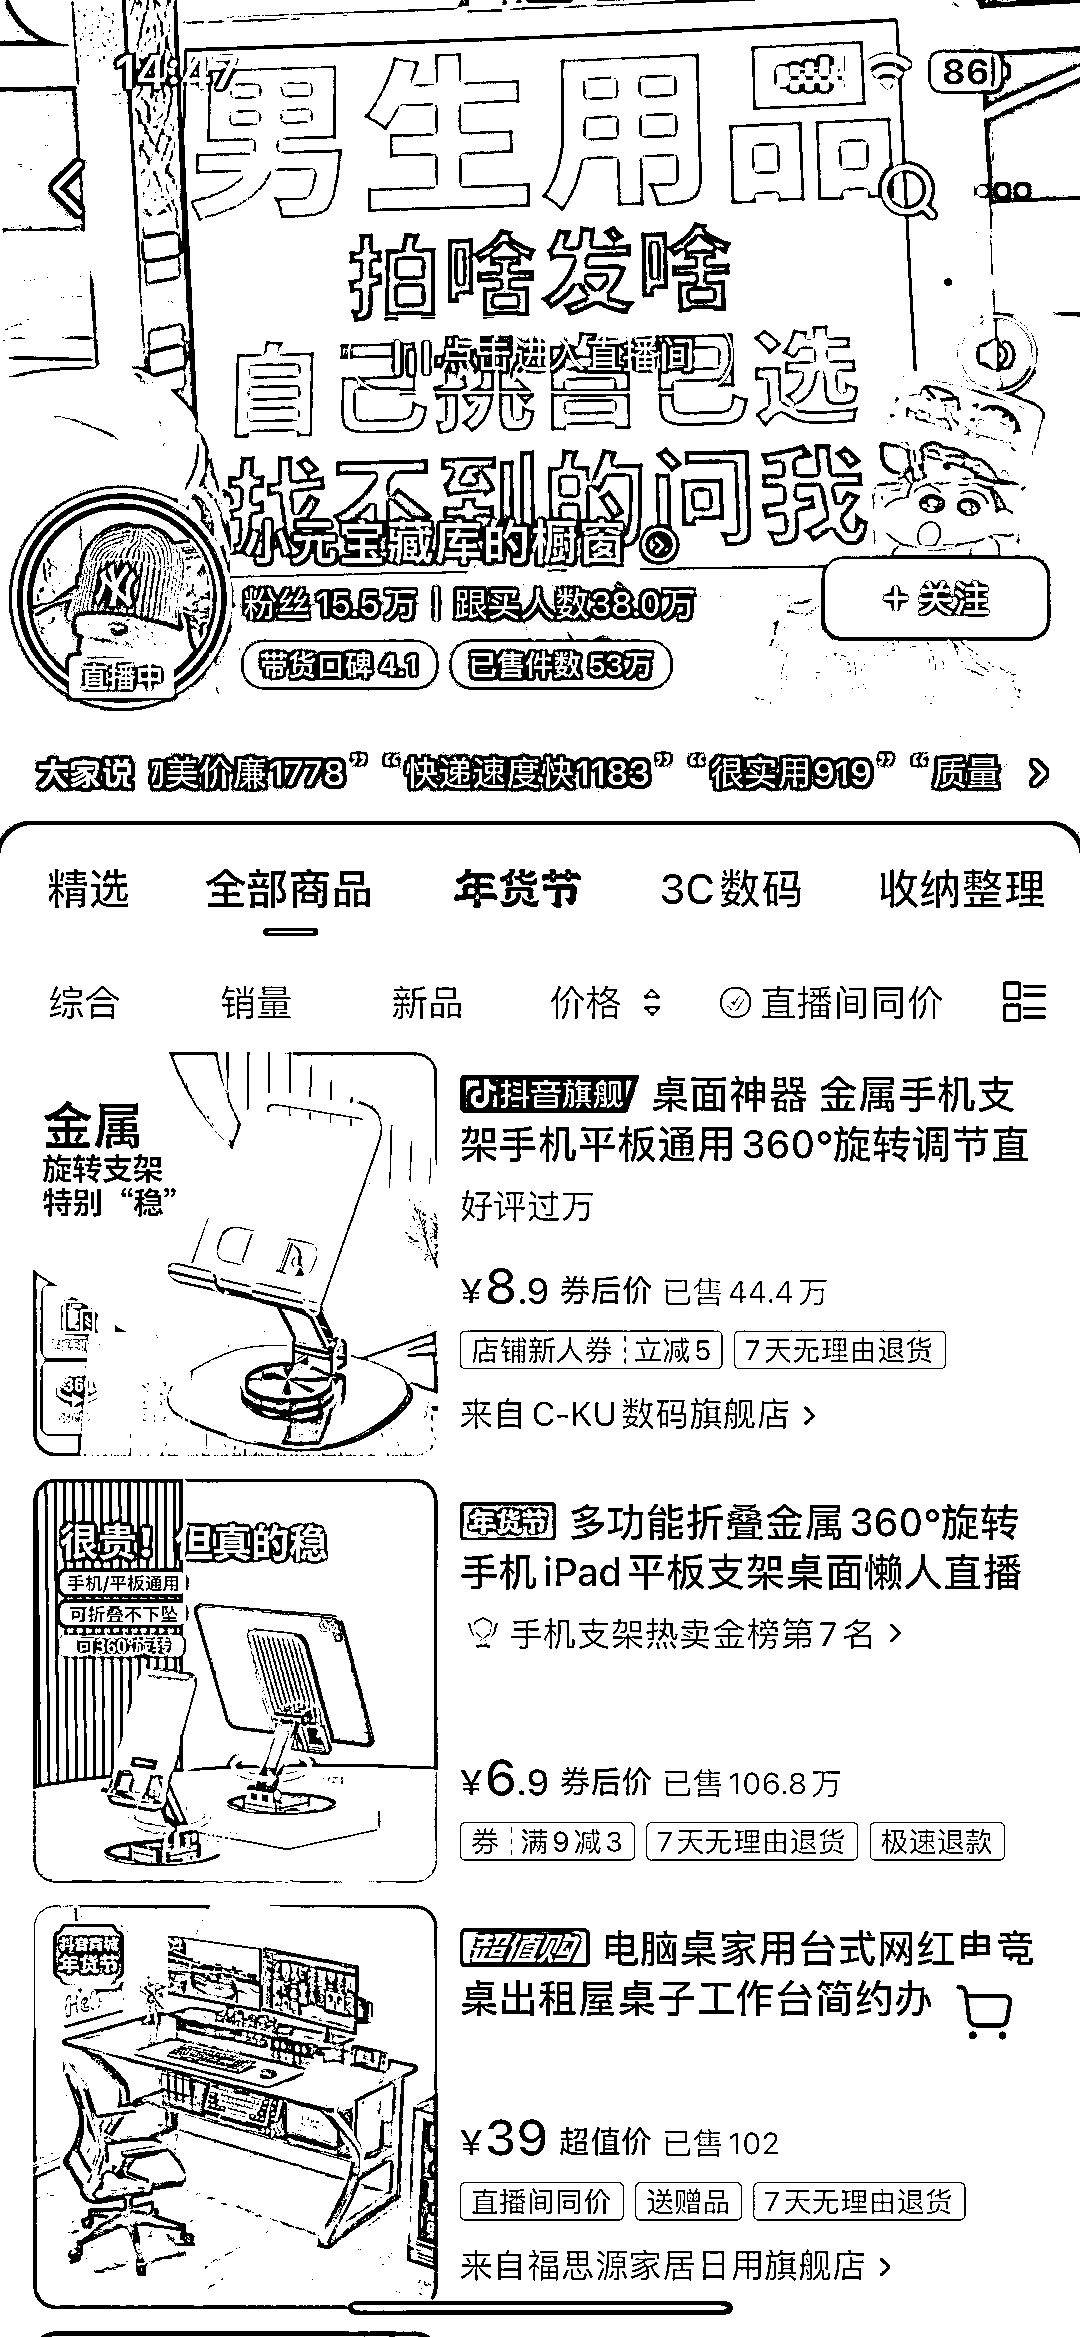 14:47
86
男生用品
拍啥发啥
点击进入直播间
自己挑自己选
找不到的问我
小元宝藏库的橱窗
粉丝15.5万 | 跟买人数38.0万
+ 关注
直播中
带货口碑 4.1
已售件数 53万
大家说 美价廉1778” “快递速度快1183” “很实用919” “质量
精选 全部商品 年货节 3C数码 收纳整理
综合 销量 新品 价格 直播间同价
金属
旋转支架
特别“稳”
抖音旗舰 桌面神器 金属手机支
架手机平板通用360°旋转调节直
好评过万
¥8.9 券后价 已售44.4万
店铺新人券 立减5 7天无理由退货
来自C-KU数码旗舰店
很贵！但真的稳
手机/平板通用
可折叠不下坠
可360°旋转
年货节 多功能折叠金属360°旋转
手机iPad平板支架桌面懒人直播
手机支架热卖金榜第7名
¥6.9 券后价 已售106.8万
券 满9减3 7天无理由退货 极速退款
抖音商城
年货节
超值购 电脑桌家用台式网红电竞
桌出租屋桌子工作台简约办
¥39 超值价 已售102
直播间同价 送赠品 7天无理由退货
来自福思源家居日用旗舰店